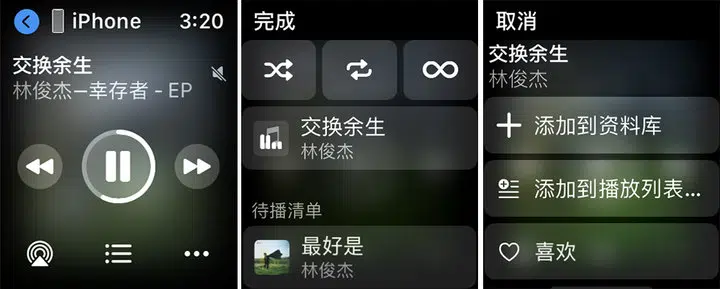 iPhone 3:20
交换余生
林俊杰—幸存者 - EP
完成
交换余生
林俊杰
待播清单
最好是
林俊杰
取消
交换余生
林俊杰
添加到资料库
添加到播放列表...
喜欢